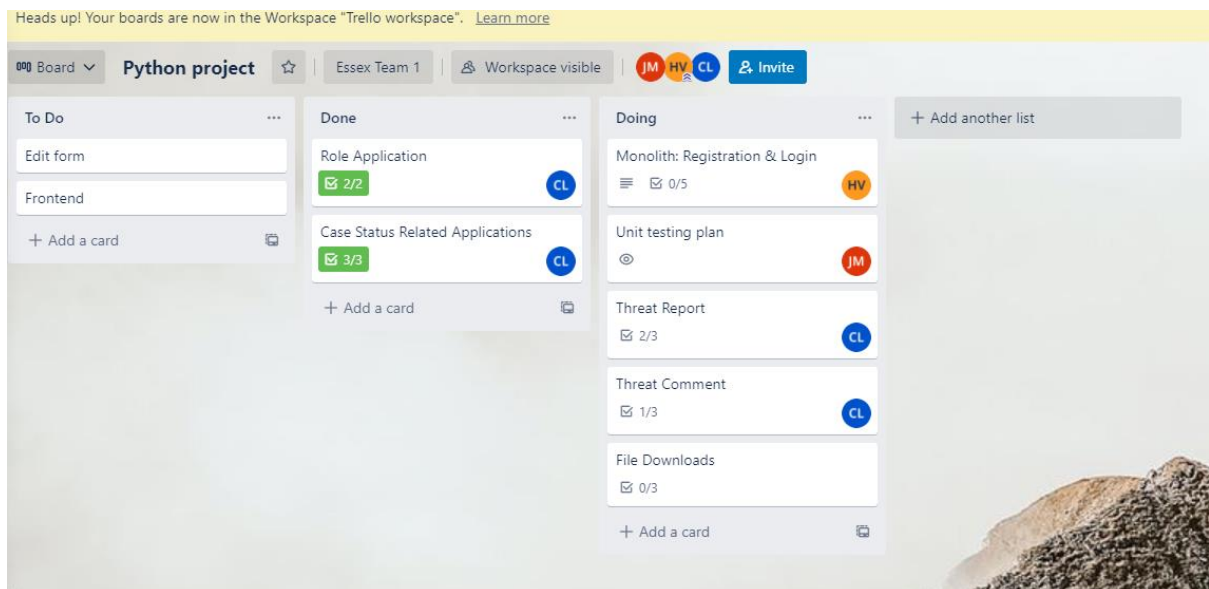 Heads up! Your boards are now in the Workspace "Trello workspace". Learn more
Board Python project Essex Team 1 Workspace visible JM HV CL Invite
To Do
Edit form
Frontend
+ Add a card
Done
Role Application
2/2 CL
Case Status Related Applications
3/3 CL
+ Add a card
Doing
Monolith: Registration & Login
0/5 HV
Unit testing plan
JM
Threat Report
2/3 CL
Threat Comment
1/3 CL
File Downloads
0/3
+ Add a card
+ Add another list